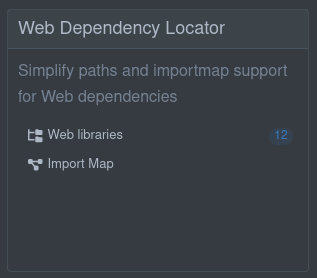 Web Dependency Locator
Simplify paths and importmap support
for Web dependencies
Web libraries 12
Import Map